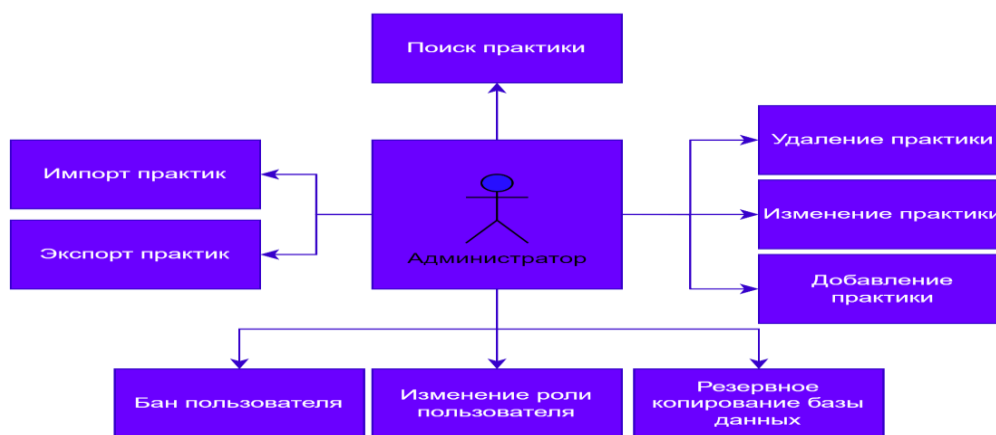 Поиск практики
Импорт практик
Экспорт практик
Администратор
Удаление практики
Изменение практики
Добавление
практики
Бан пользователя
Изменение роли
пользователя
Резервное
копирование базы
данных